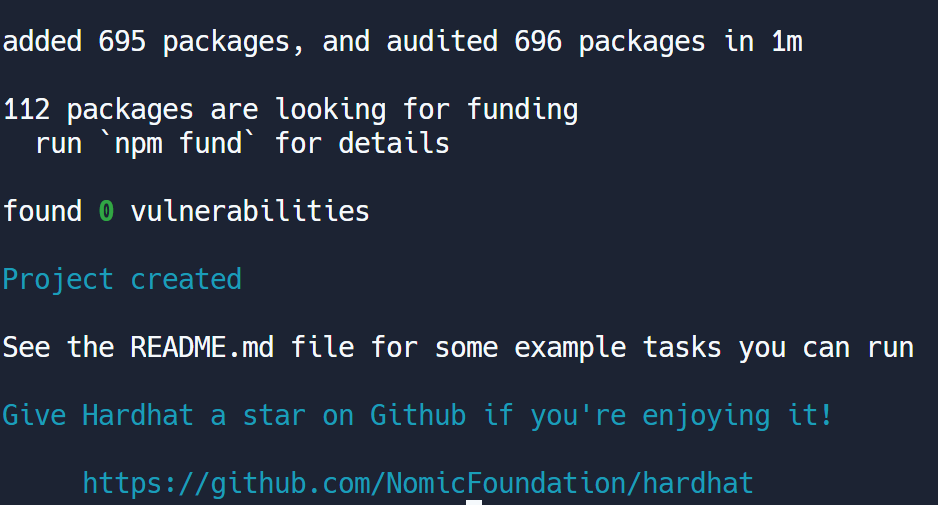 added 695 packages, and audited 696 packages in 1m
112 packages are looking for funding
run `npm fund` for details
found 0 vulnerabilities
Project created
See the README.md file for some example tasks you can run
Give Hardhat a star on Github if you're enjoying it!
https://github.com/NomicFoundation/hardhat